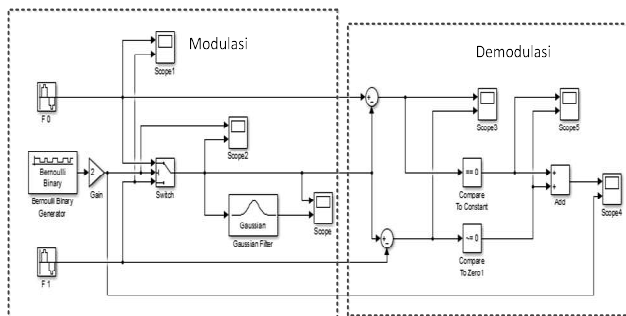 Modulasi
Demodulasi
Scope1
F 0
Scope2
Bernoulli
Binary
Bernoulli Binary
Generator
2
Gain
Switch
Gaussian
Gaussian Filter
Scope
F 1
+
-
+
-
Scope3
Scope5
== 0
Compare
To Constant
~= 0
Compare
To Zero1
+
+
Add
Scope4